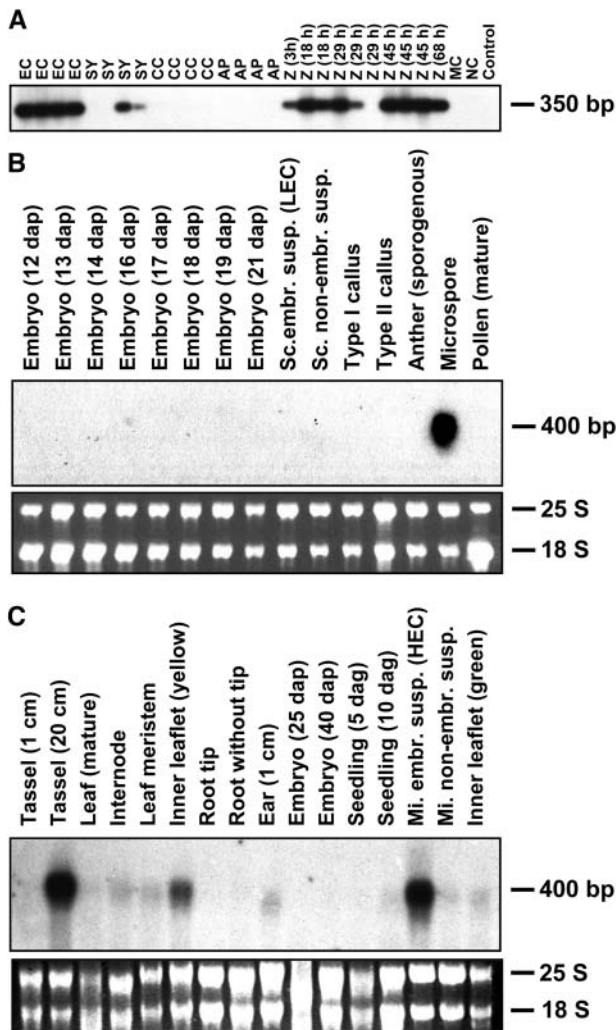 A
EC
EC
EC
EC
SY
SY
SY
SY
CC
CC
CC
CC
AP
AP
AP
AP
Z (3h)
Z (18 h)
Z (18 h)
Z (29 h)
Z (29 h)
Z (29 h)
Z (45 h)
Z (45 h)
Z (45 h)
Z (68 h)
MC
NC
Control
350 bp
B
Embryo (12 dap)
Embryo (13 dap)
Embryo (14 dap)
Embryo (16 dap)
Embryo (17 dap)
Embryo (18 dap)
Embryo (19 dap)
Embryo (21 dap)
Sc.embr. susp. (LEC)
Sc. non-embr. susp.
Type I callus
Type II callus
Anther (sporogenous)
Microspore
Pollen (mature)
400 bp
25 S
18 S
C
Tassel (1 cm)
Tassel (20 cm)
Leaf (mature)
Internode
Leaf meristem
Inner leaflet (yellow)
Root tip
Root without tip
Ear (1 cm)
Embryo (25 dap)
Embryo (40 dap)
Seedling (5 dag)
Seedling (10 dag)
Mi. embr. susp. (HEC)
Mi. non-embr. susp.
Inner leaflet (green)
400 bp
25 S
18 S